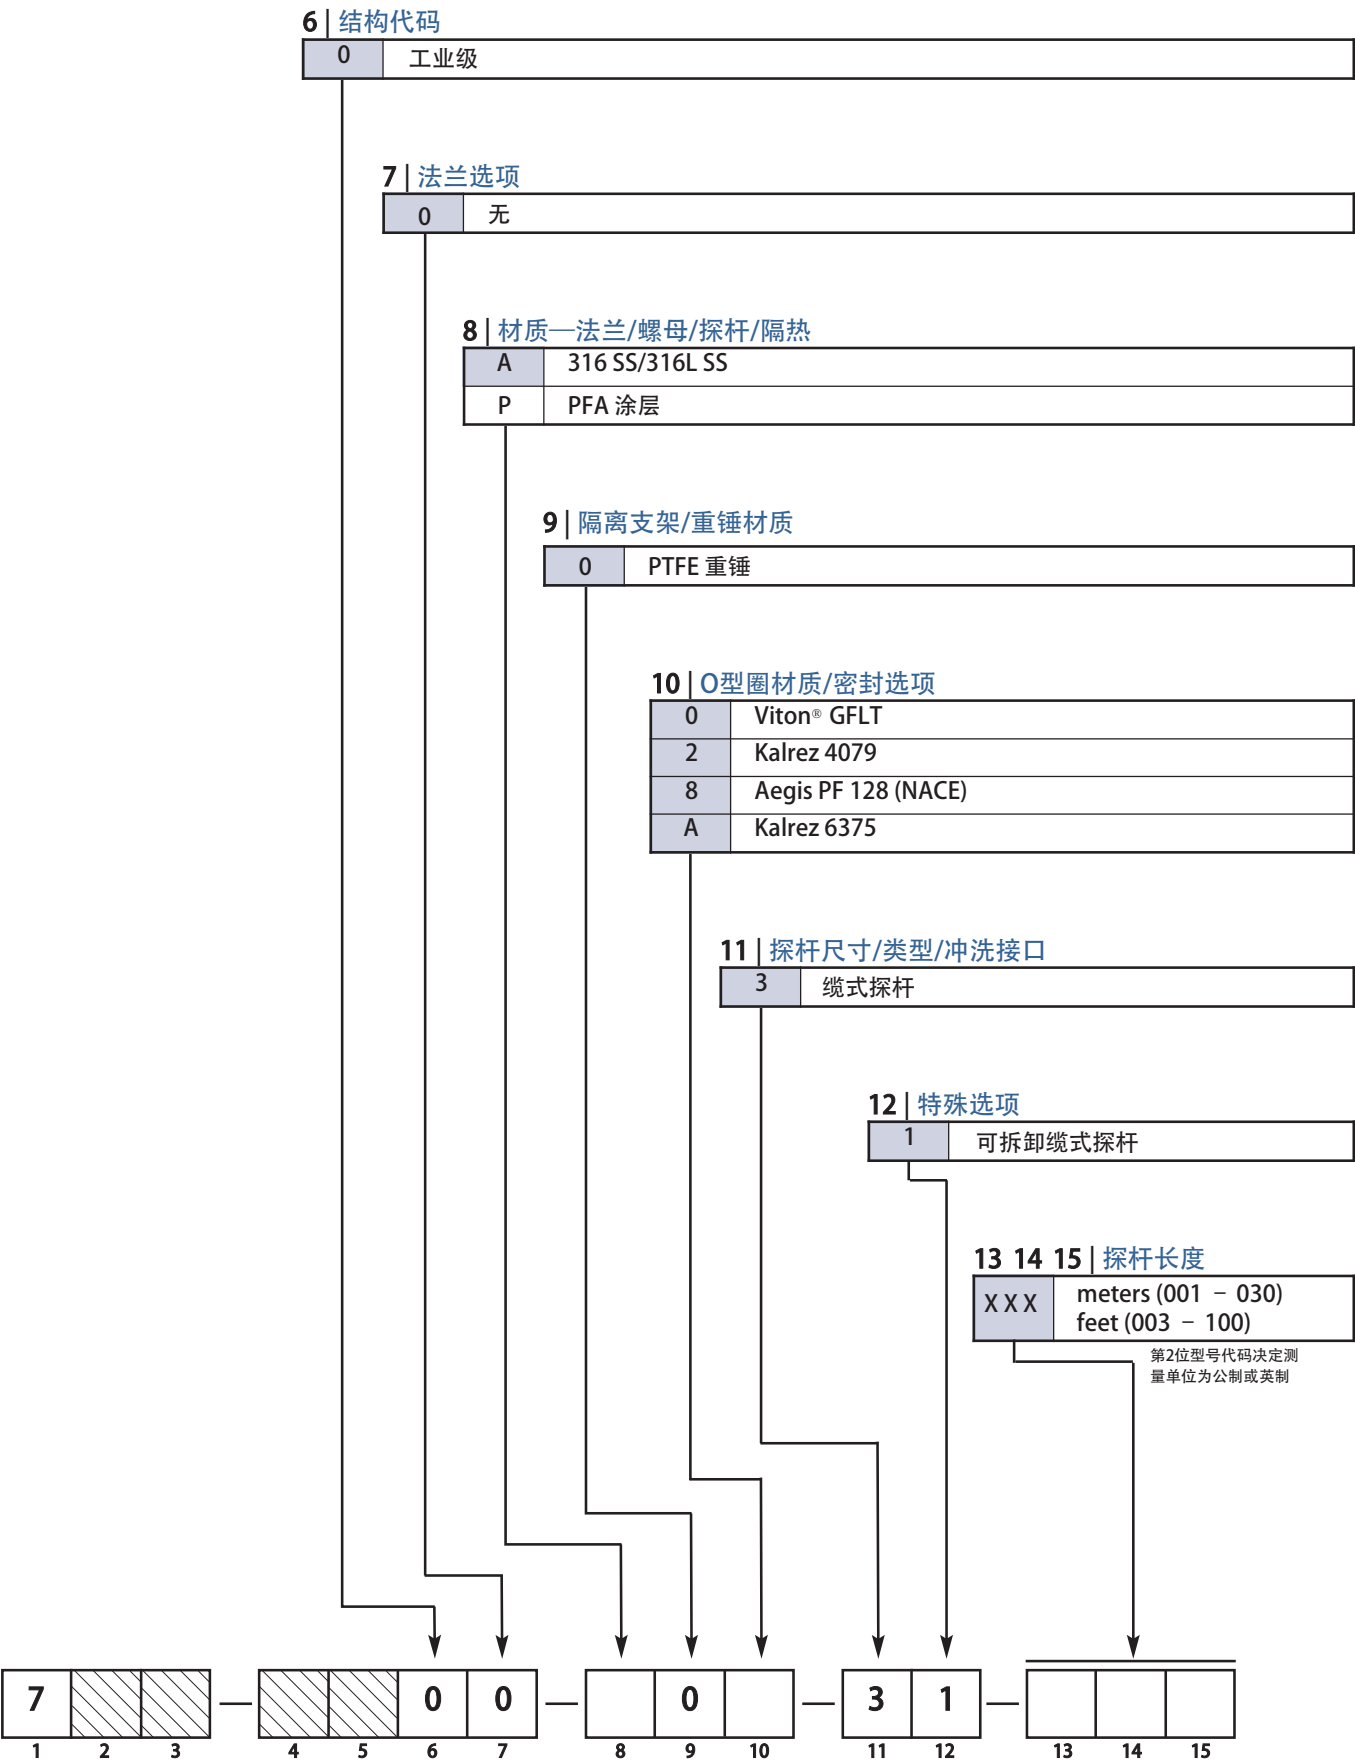 6 | 结构代码
0 工业级
7 | 法兰选项
0 无
8 | 材质—法兰/螺母/探杆/隔热
A 316 SS/316L SS
P PFA 涂层
9 | 隔离支架/重锤材质
0 PTFE 重锤
10 | O型圈材质/密封选项
0 Viton® GFLT
2 Kalrez 4079
8 Aegis PF 128 (NACE)
A Kalrez 6375
11 | 探杆尺寸/类型/冲洗接口
3 缆式探杆
12 | 特殊选项
1 可拆卸缆式探杆
13 14 15 | 探杆长度
X X X meters (001 – 030)
feet (003 – 100)
第2位型号代码决定测
量单位为公制或英制
7 — 0 0 — 0 — 3 1 —
1 2 3 4 5 6 7 8 9 10 11 12 13 14 15